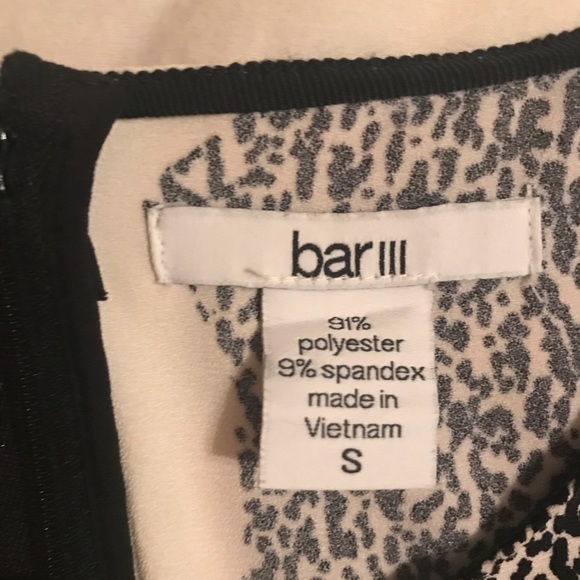 bar III
91%
polyester
9% spandex
made in
Vietnam
S